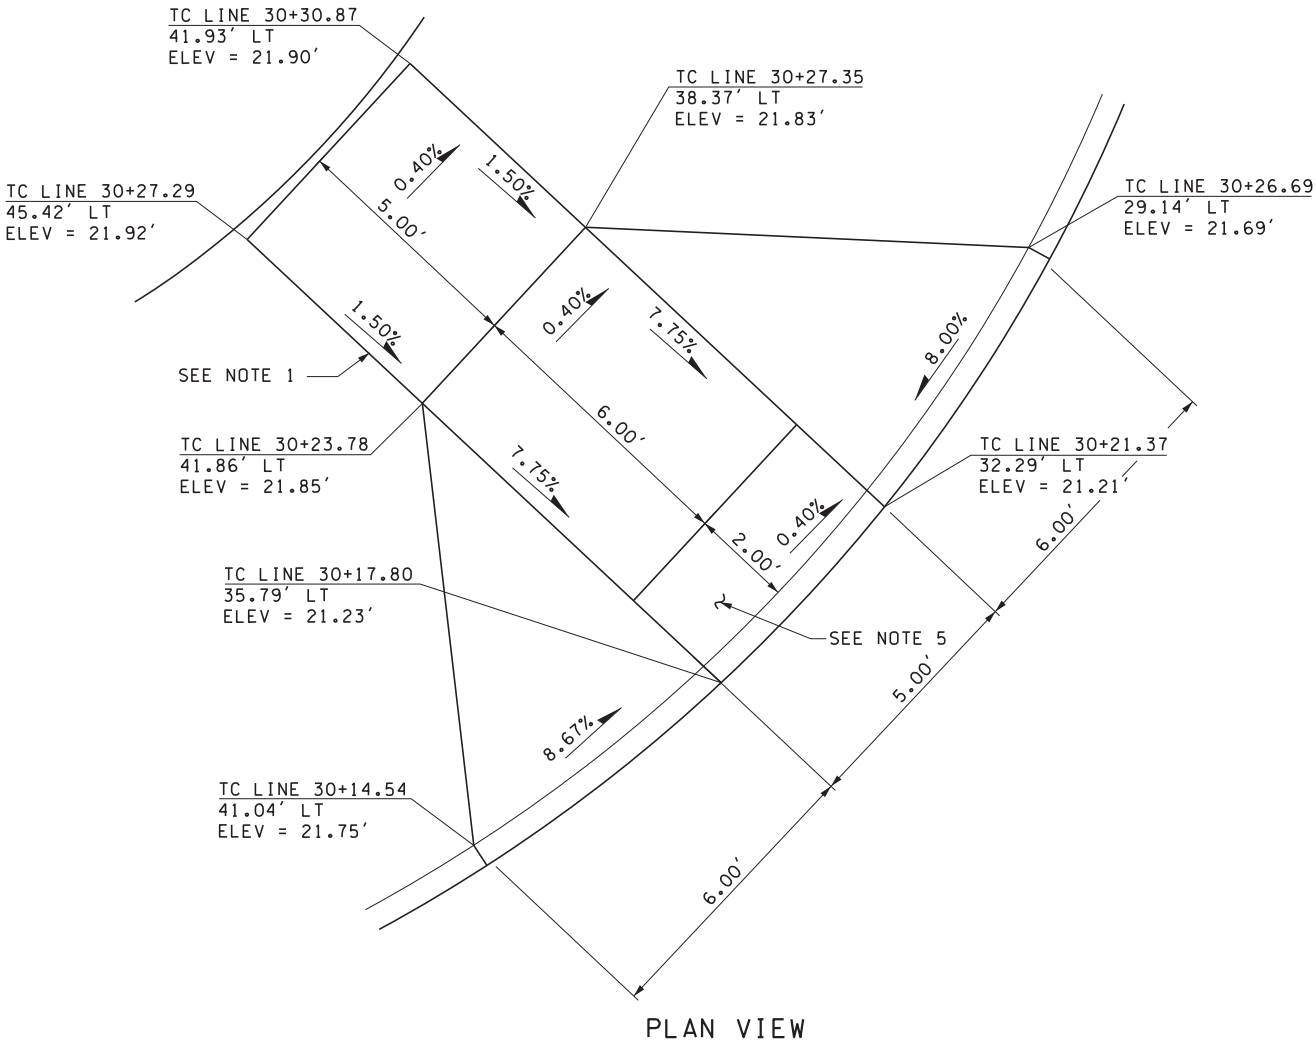 TC LINE 30+30.87
41.93′ LT
ELEV = 21.90′
TC LINE 30+27.35
38.37′ LT
ELEV = 21.83′
TC LINE 30+27.29
45.42′ LT
ELEV = 21.92′
TC LINE 30+26.69
29.14′ LT
ELEV = 21.69′
0.40%
1.50%
5.00′
1.50%
0.40%
7.75%
8.00%
SEE NOTE 1
TC LINE 30+23.78
41.86′ LT
ELEV = 21.85′
6.00′
7.75%
TC LINE 30+21.37
32.29′ LT
ELEV = 21.21′
0.40%
2.00′
6.00′
TC LINE 30+17.80
35.79′ LT
ELEV = 21.23′
SEE NOTE 5
5.00′
8.67%
TC LINE 30+14.54
41.04′ LT
ELEV = 21.75′
6.00′
PLAN VIEW